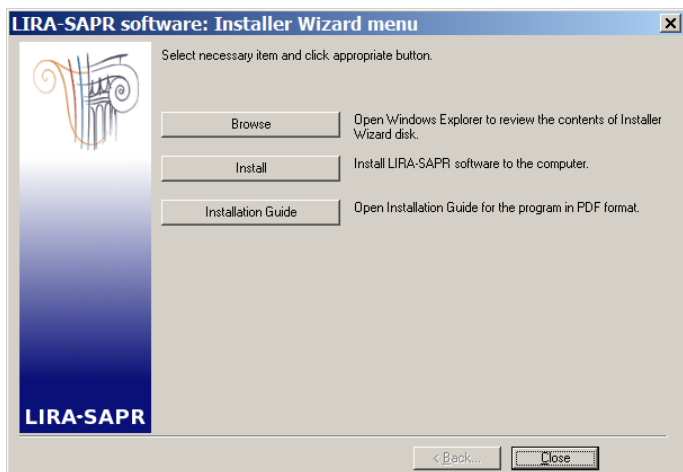 LIRA-SAPR software: Installer Wizard menu
Select necessary item and click appropriate button.
Browse
Open Windows Explorer to review the contents of Installer
Wizard disk.
Install
Install LIRA-SAPR software to the computer.
Installation Guide
Open Installation Guide for the program in PDF format.
LIRA-SAPR
< Back...
Close